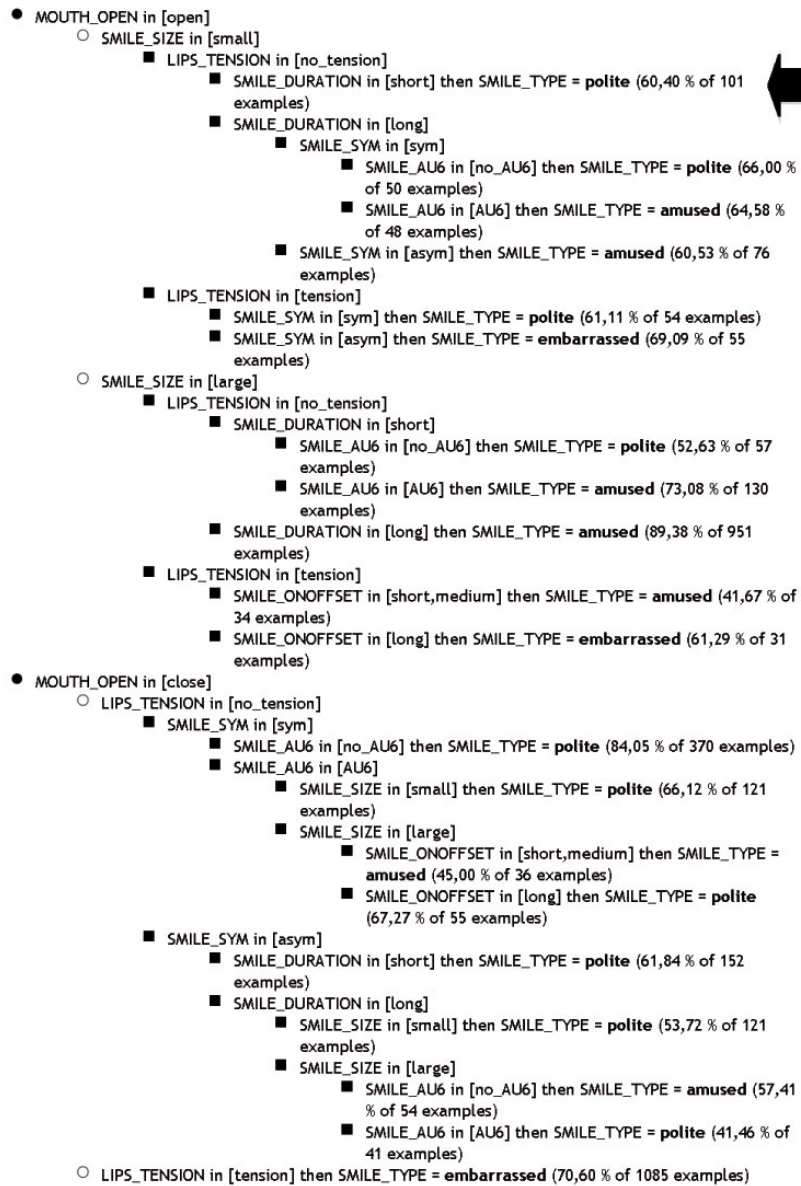 MOUTH_OPEN in [open]
SMILE_SIZE in [small]
LIPS_TENSION in [no_tension]
SMILE_DURATION in [short] then SMILE_TYPE = polite (60,40 % of 101
examples)
SMILE_DURATION in [long]
SMILE_SYM in [sym]
SMILE_AU6 in [no_AU6] then SMILE_TYPE = polite (66,00 %
of 50 examples)
SMILE_AU6 in [AU6] then SMILE_TYPE = amused (64,58 %
of 48 examples)
SMILE_SYM in [asym] then SMILE_TYPE = amused (60,53 % of 76
examples)
LIPS_TENSION in [tension]
SMILE_SYM in [sym] then SMILE_TYPE = polite (61,11 % of 54 examples)
SMILE_SYM in [asym] then SMILE_TYPE = embarrassed (69,09 % of 55
examples)
SMILE_SIZE in [large]
LIPS_TENSION in [no_tension]
SMILE_DURATION in [short]
SMILE_AU6 in [no_AU6] then SMILE_TYPE = polite (52,63 % of 57
examples)
SMILE_AU6 in [AU6] then SMILE_TYPE = amused (73,08 % of 130
examples)
SMILE_DURATION in [long] then SMILE_TYPE = amused (89,38 % of 951
examples)
LIPS_TENSION in [tension]
SMILE_ONOFFSET in [short,medium] then SMILE_TYPE = amused (41,67 % of
34 examples)
SMILE_ONOFFSET in [long] then SMILE_TYPE = embarrassed (61,29 % of 31
examples)
MOUTH_OPEN in [close]
LIPS_TENSION in [no_tension]
SMILE_SYM in [sym]
SMILE_AU6 in [no_AU6] then SMILE_TYPE = polite (84,05 % of 370 examples)
SMILE_AU6 in [AU6]
SMILE_SIZE in [small] then SMILE_TYPE = polite (66,12 % of 121
examples)
SMILE_SIZE in [large]
SMILE_ONOFFSET in [short,medium] then SMILE_TYPE =
amused (45,00 % of 36 examples)
SMILE_ONOFFSET in [long] then SMILE_TYPE = polite
(67,27 % of 55 examples)
SMILE_SYM in [asym]
SMILE_DURATION in [short] then SMILE_TYPE = polite (61,84 % of 152
examples)
SMILE_DURATION in [long]
SMILE_SIZE in [small] then SMILE_TYPE = polite (53,72 % of 121
examples)
SMILE_SIZE in [large]
SMILE_AU6 in [no_AU6] then SMILE_TYPE = amused (57,41
% of 54 examples)
SMILE_AU6 in [AU6] then SMILE_TYPE = polite (41,46 % of
41 examples)
LIPS_TENSION in [tension] then SMILE_TYPE = embarrassed (70,60 % of 1085 examples)